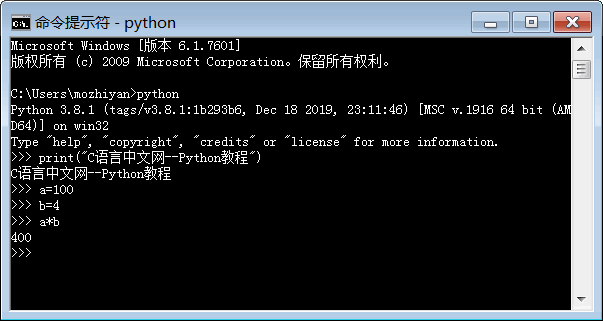 命令提示符 - python
Microsoft Windows [版本 6.1.7601]
版权所有 (c) 2009 Microsoft Corporation。保留所有权利。
C:\Users\mozhiyan>python
Python 3.8.1 (tags/v3.8.1:1b293b6, Dec 18 2019, 23:11:46) [MSC v.1916 64 bit (AM
D64)] on win32
Type "help", "copyright", "credits" or "license" for more information.
>>> print("C语言中文网--Python教程")
C语言中文网--Python教程
>>> a=100
>>> b=4
>>> a*b
400
>>>